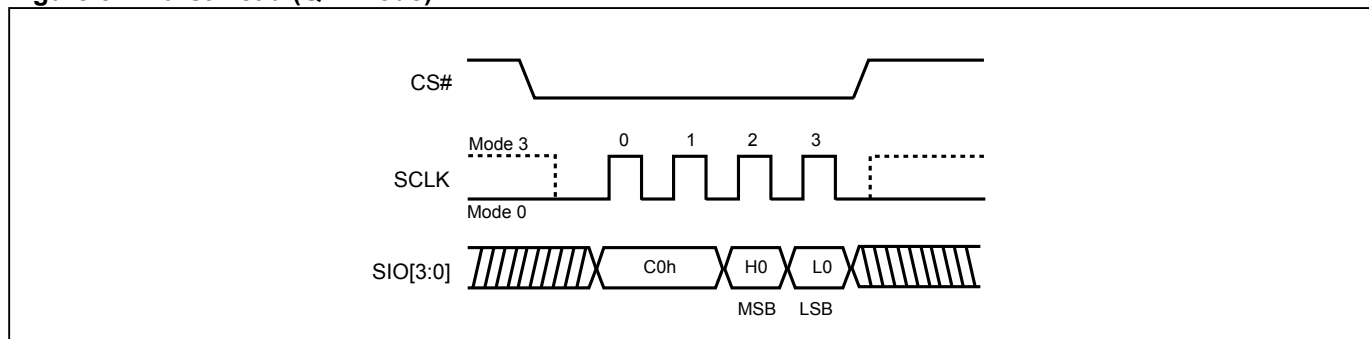 CS#
Mode 3
0 1 2 3
SCLK
Mode 0
SIO[3:0]
C0h H0 L0
MSB LSB